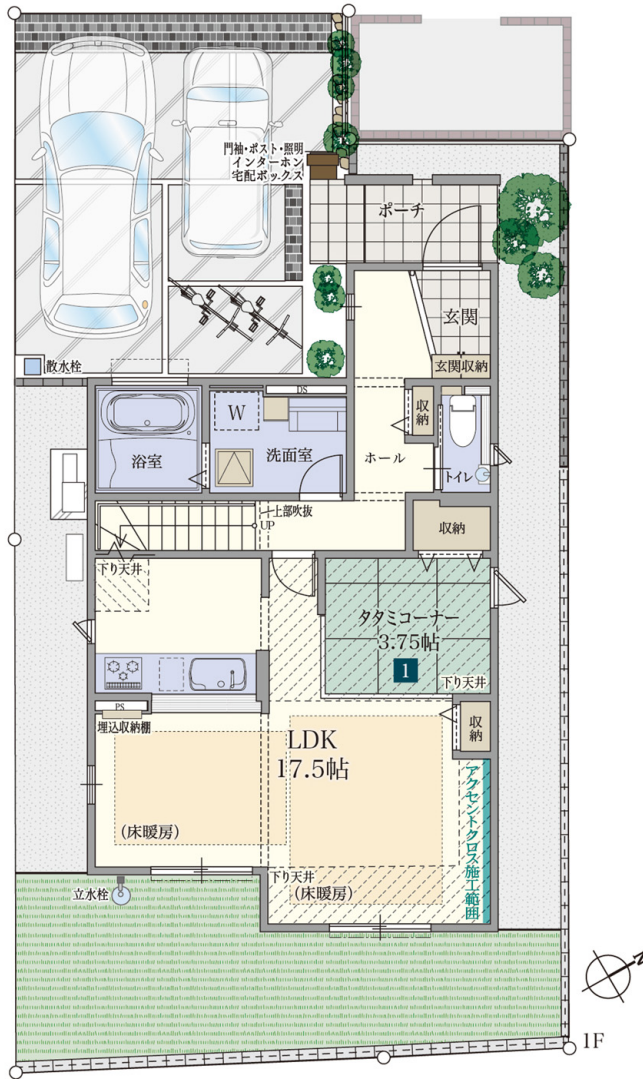 門袖・ポスト・照明
インターホン
宅配ボックス
ポーチ
玄関
玄関収納
散水栓
DS
W
収納
浴室
洗面室
ホール
トイレ
上部吹抜
UP
収納
下り天井
タタミコーナー
3.75帖
1
下り天井
PS
埋込収納棚
収納
LDK
17.5帖
アクセントクロス施工範囲
(床暖房)
下り天井
(床暖房)
立水栓
N
1F